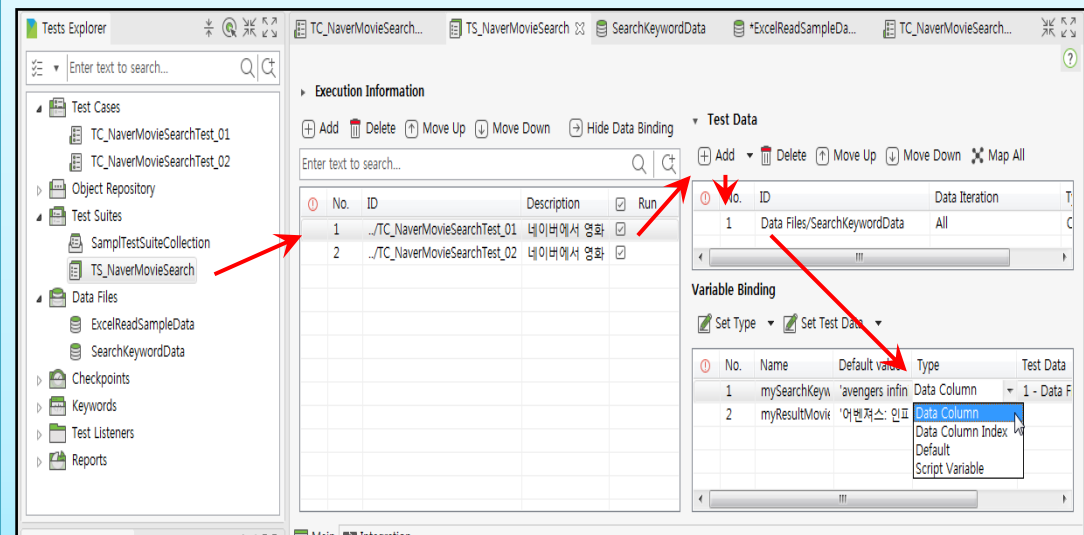 Tests Explorer
Enter text to search...
Test Cases
TC_NaverMovieSearchTest_01
TC_NaverMovieSearchTest_02
Object Repository
Test Suites
SamplTestSuiteCollection
TS_NaverMovieSearch
Data Files
ExcelReadSampleData
SearchKeywordData
Checkpoints
Keywords
Test Listeners
Reports
TC_NaverMovieSearch... TS_NaverMovieSearch SearchKeywordData *ExcelReadSampleDa... TC_NaverMovieSearch...
Execution Information
Add Delete Move Up Move Down Hide Data Binding
Enter text to search...
No. ID Description Run
1 ../TC_NaverMovieSearchTest_01 네이버에서 영화
2 ../TC_NaverMovieSearchTest_02 네이버에서 영화
Test Data
Add Delete Move Up Move Down Map All
No. ID Data Iteration
1 Data Files/SearchKeywordData All
Variable Binding
Set Type Set Test Data
No. Name Default value Type Test Data
1 mySearchKeyw 'avengers infin Data Column 1 - Data F
2 myResultMovie '어벤져스: 인피
Data Column
Data Column Index
Default
Script Variable